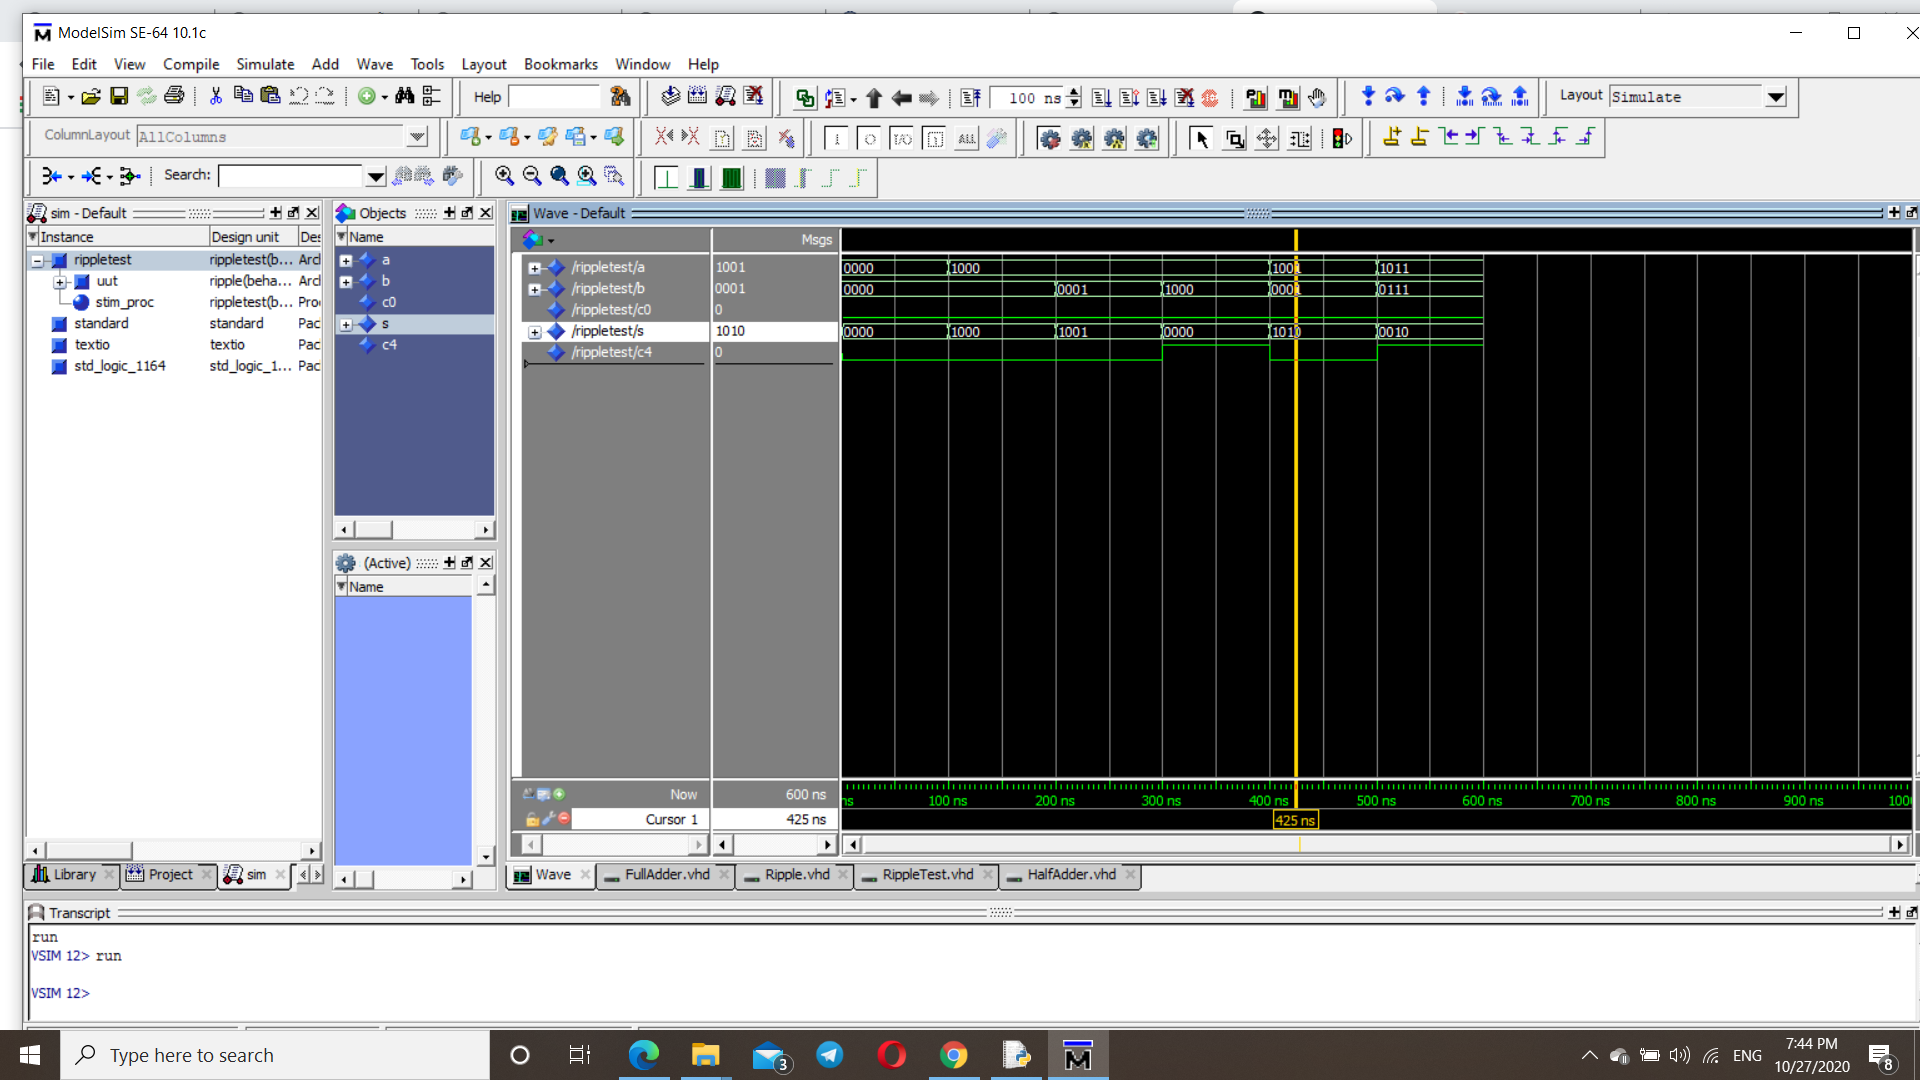 ModelSim SE-64 10.1c
File Edit View Compile Simulate Add Wave Tools Layout Bookmarks Window Help
Help 100 ns Layout Simulate
ColumnLayout AllColumns ALL
Search:
sim - Default
Instance Design unit
rippletest rippletest(b... Arcl
uut ripple(beha... Arcl
stim_proc rippletest(b... Pro
standard standard Pac
textio textio Pac
std_logic_1164 std_logic_1... Pac
Objects
Name
a
b
c0
s
c4
(Active)
Name
Wave - Default
Msgs
/rippletest/a 1001 0000 1000 1001 1011
/rippletest/b 0001 0000 0001 1000 0001 0111
/rippletest/c0 0
/rippletest/s 1010 0000 1000 1001 0000 1010 0010
/rippletest/c4 0
Now 600 ns ns 100 ns 200 ns 300 ns 400 ns 500 ns 600 ns 700 ns 800 ns 900 ns 100
Cursor 1 425 ns 425 ns
Library Project sim
Wave FullAdder.vhd Ripple.vhd RippleTest.vhd HalfAdder.vhd
Transcript
run
VSIM 12> run
VSIM 12>
Type here to search 3 ENG 7:44 PM
10/27/2020 8